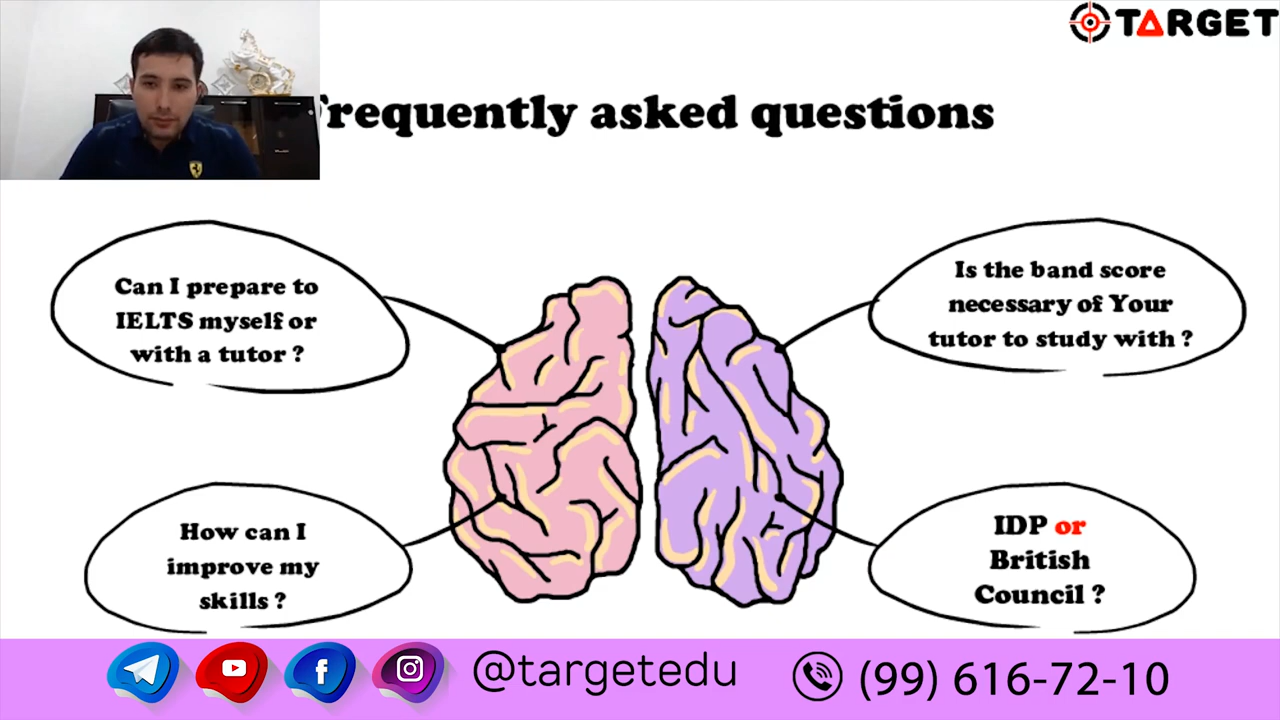 TARGET
Frequently asked questions
Can I prepare to
IELTS myself or
with a tutor ?
Is the band score
necessary of Your
tutor to study with ?
How can I
improve my
skills ?
IDP or
British
Council ?
@targetedu
(99) 616-72-10